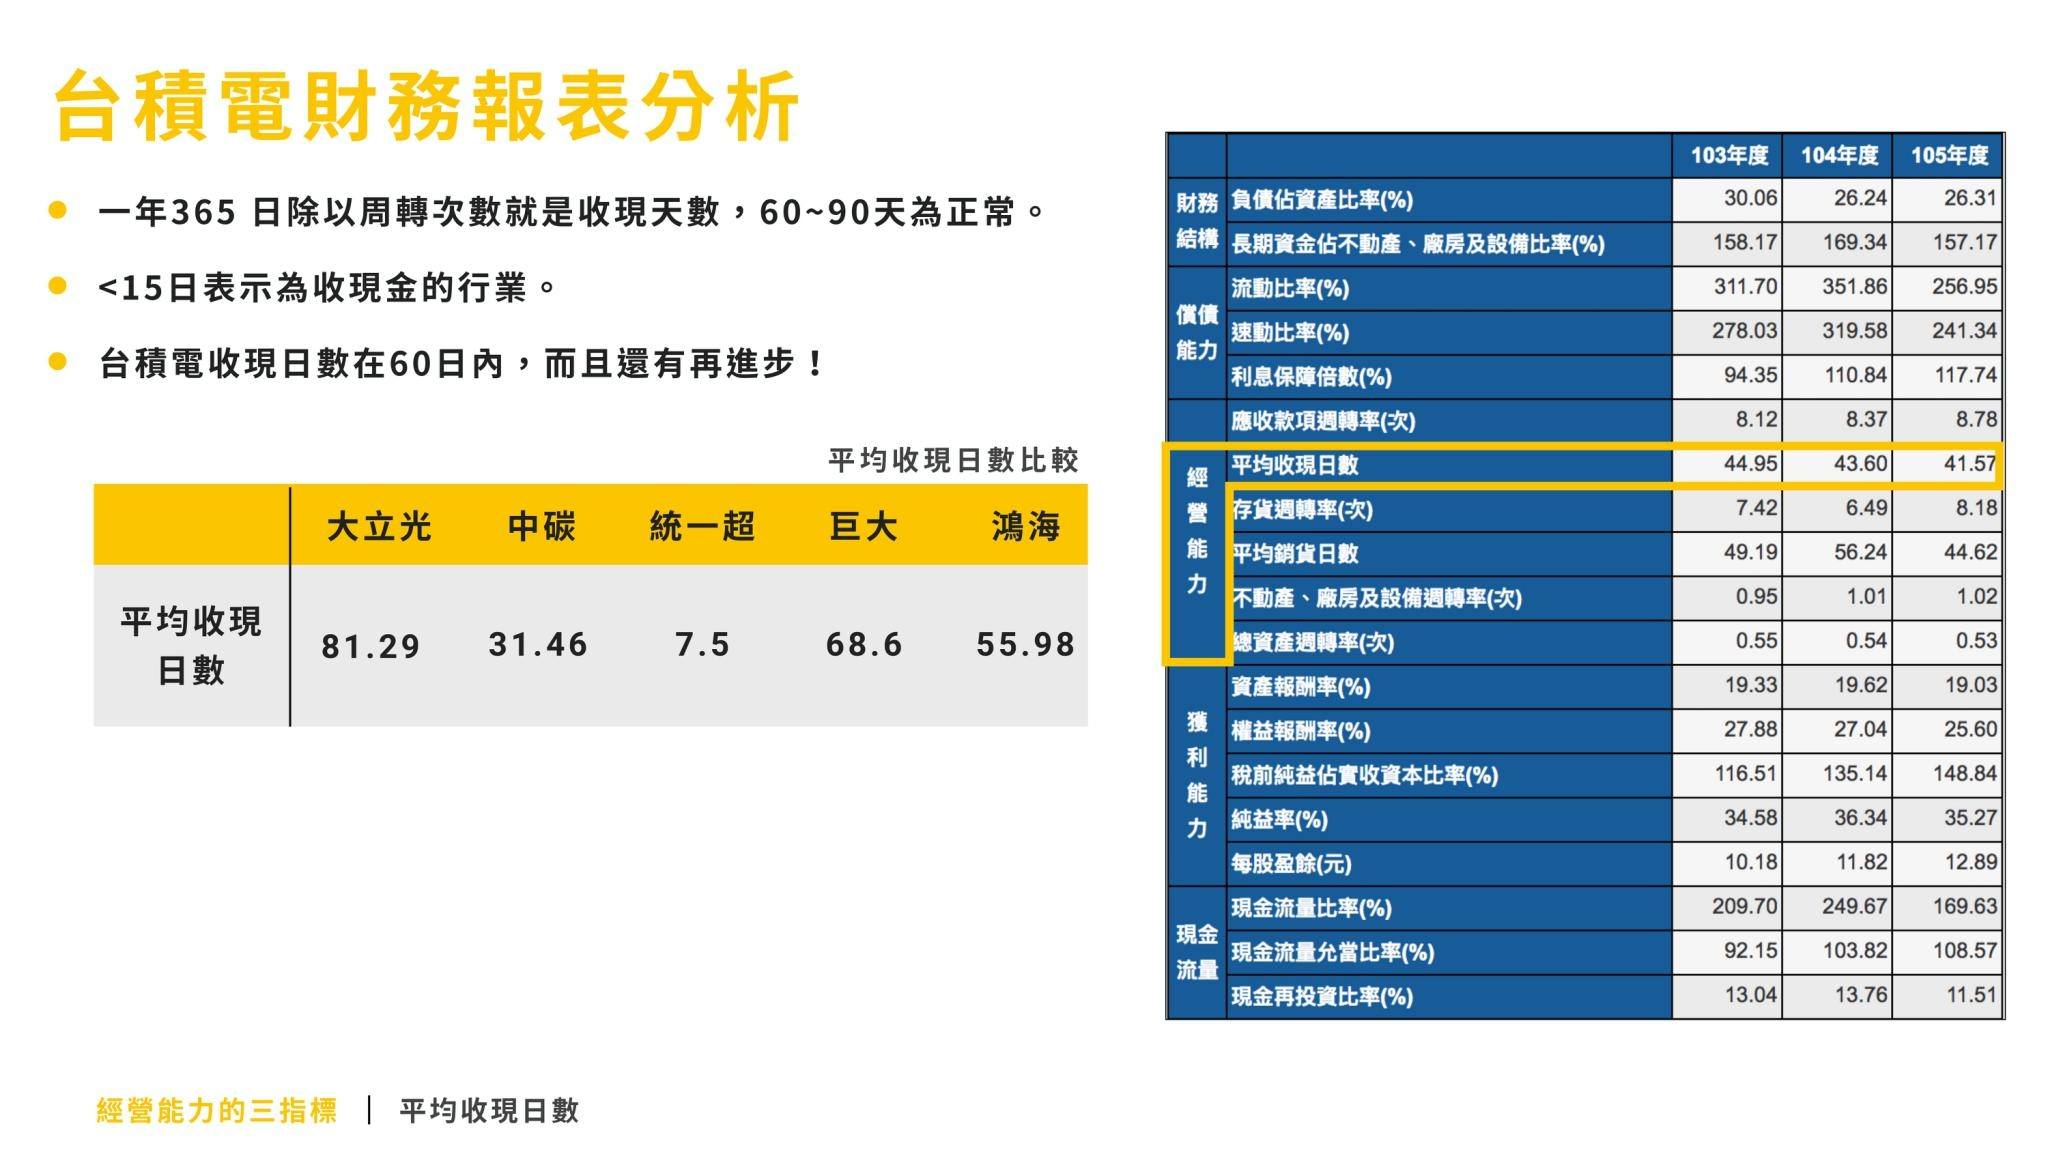 台積電財務報表分析
一年365 日除以周轉次數就是收現天數，60~90天為正常。
<15日表示為收現金的行業。
台積電收現日數在60日內，而且還有再進步！
平均收現日數比較
大立光 中碳 統一超 巨大 鴻海
平均收現
日數
81.29 31.46 7.5 68.6 55.98
103年度 104年度 105年度
財務
結構
負債佔資產比率(%) 30.06 26.24 26.31
長期資金佔不動產、廠房及設備比率(%) 158.17 169.34 157.17
償債
能力
流動比率(%) 311.70 351.86 256.95
速動比率(%) 278.03 319.58 241.34
利息保障倍數(%) 94.35 110.84 117.74
經
營
能
力
應收款項週轉率(次) 8.12 8.37 8.78
平均收現日數 44.95 43.60 41.57
存貨週轉率(次) 7.42 6.49 8.18
平均銷貨日數 49.19 56.24 44.62
不動產、廠房及設備週轉率(次) 0.95 1.01 1.02
總資產週轉率(次) 0.55 0.54 0.53
獲
利
能
力
資產報酬率(%) 19.33 19.62 19.03
權益報酬率(%) 27.88 27.04 25.60
稅前純益佔實收資本比率(%) 116.51 135.14 148.84
純益率(%) 34.58 36.34 35.27
每股盈餘(元) 10.18 11.82 12.89
現金
流量
現金流量比率(%) 209.70 249.67 169.63
現金流量允當比率(%) 92.15 103.82 108.57
現金再投資比率(%) 13.04 13.76 11.51
經營能力的三指標 | 平均收現日數